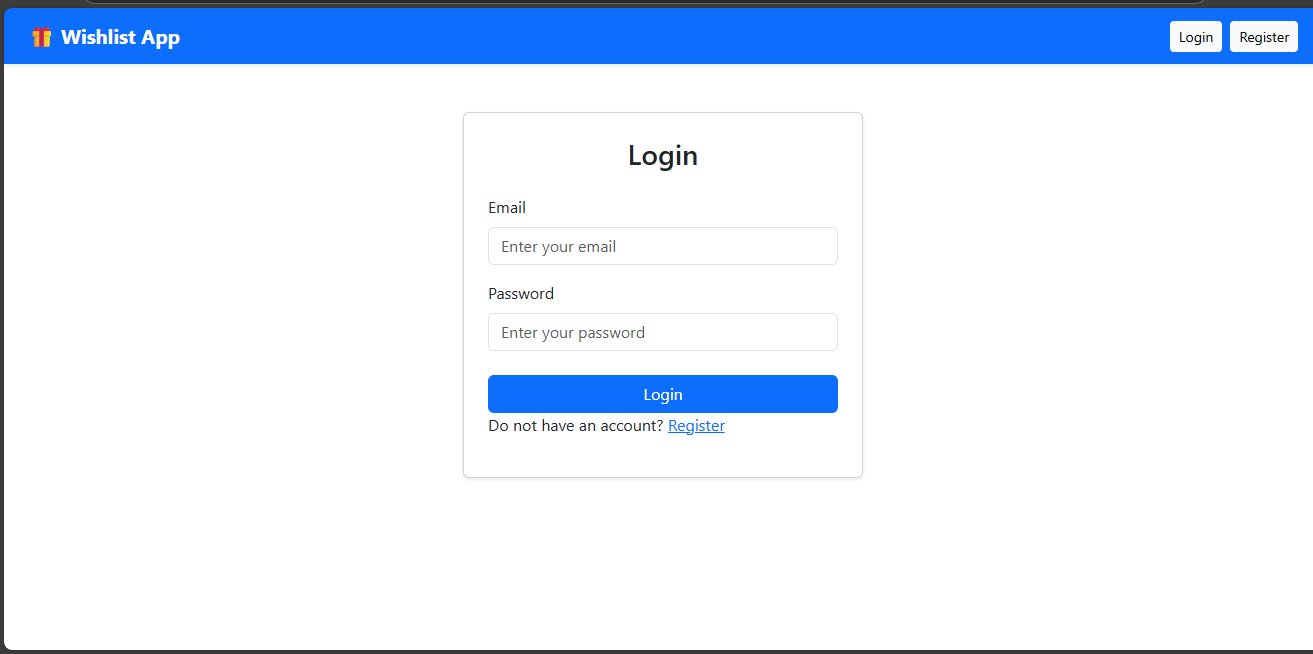 Wishlist App
Login
Register
Login
Email
Enter your email
Password
Enter your password
Login
Do not have an account? Register